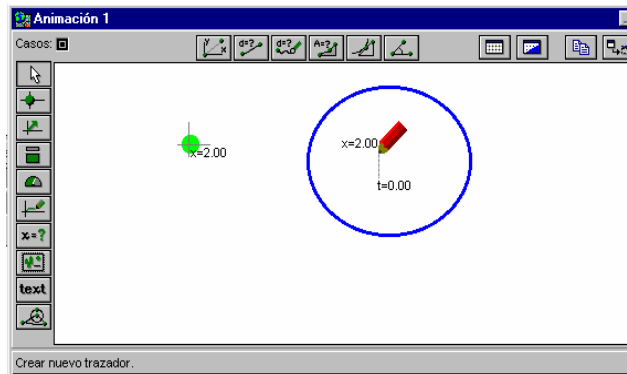 Animación 1
Casos:
y x
d=?
d=?
A=?
x=?
text
x=2.00
x=2.00
t=0.00
Crear nuevo trazador.